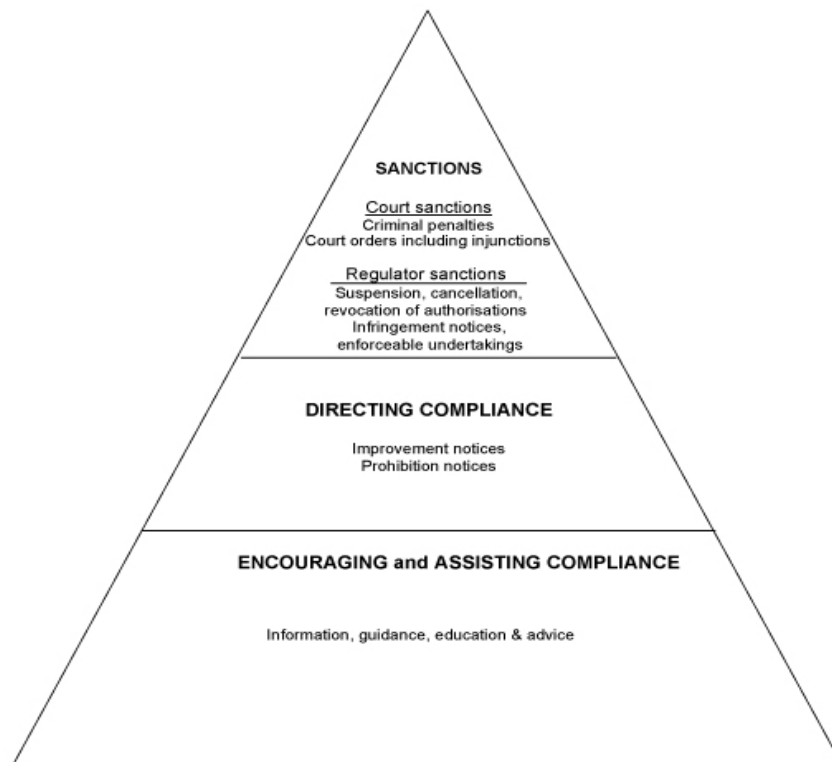 SANCTIONS
Court sanctions
Criminal penalties
Court orders including injunctions
Regulator sanctions
Suspension, cancellation,
revocation of authorisations
Infringement notices,
enforceable undertakings
DIRECTING COMPLIANCE
Improvement notices
Prohibition notices
ENCOURAGING and ASSISTING COMPLIANCE
Information, guidance, education & advice